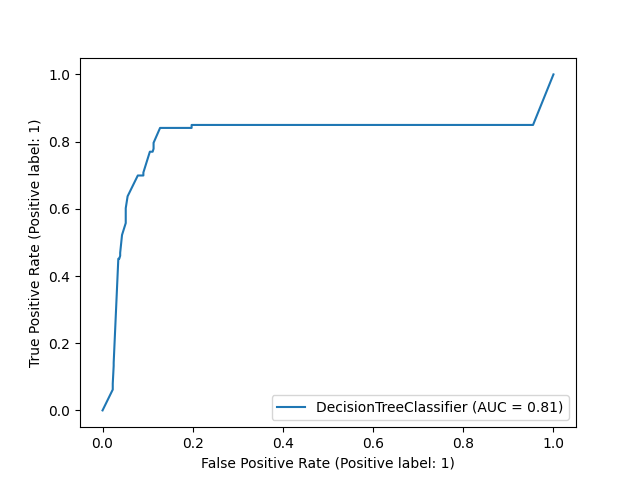 1.0
0.8
0.6
0.4
0.2
0.0
True Positive Rate (Positive label: 1)
DecisionTreeClassifier (AUC = 0.81)
0.0 0.2 0.4 0.6 0.8 1.0
False Positive Rate (Positive label: 1)